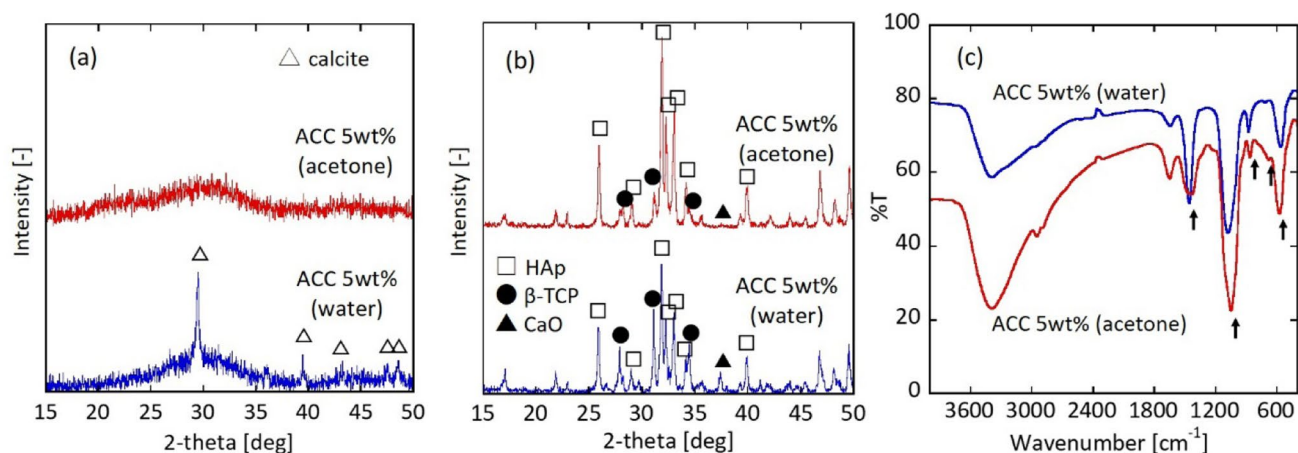 (a)
△ calcite
ACC 5wt%
(acetone)
ACC 5wt%
(water)
Intensity [-]
15 20 25 30 35 40 45 50
2-theta [deg]
(b)
ACC 5wt%
(acetone)
□ HAp
● β-TCP
▲ CaO
ACC 5wt%
(water)
Intensity [-]
15 20 25 30 35 40 45 50
2-theta [deg]
(c)
ACC 5wt% (water)
ACC 5wt% (acetone)
%T
100
80
60
40
20
0
3600 3000 2400 1800 1200 600
Wavenumber [cm⁻¹]